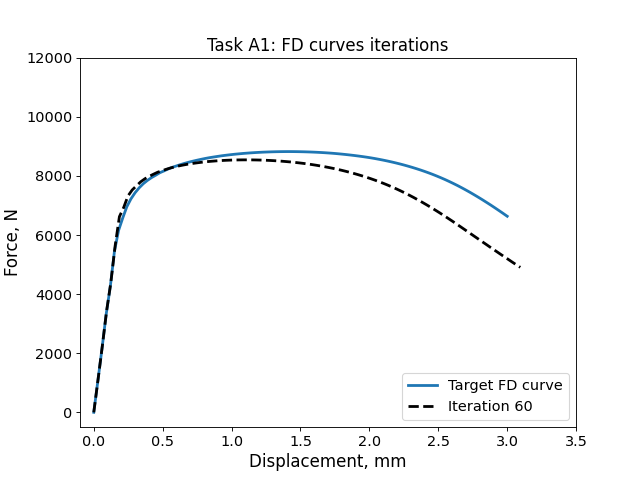 Task A1: FD curves iterations
12000
10000
8000
6000
4000
2000
0
Force, N
0.0 0.5 1.0 1.5 2.0 2.5 3.0 3.5
Displacement, mm
Target FD curve
Iteration 60